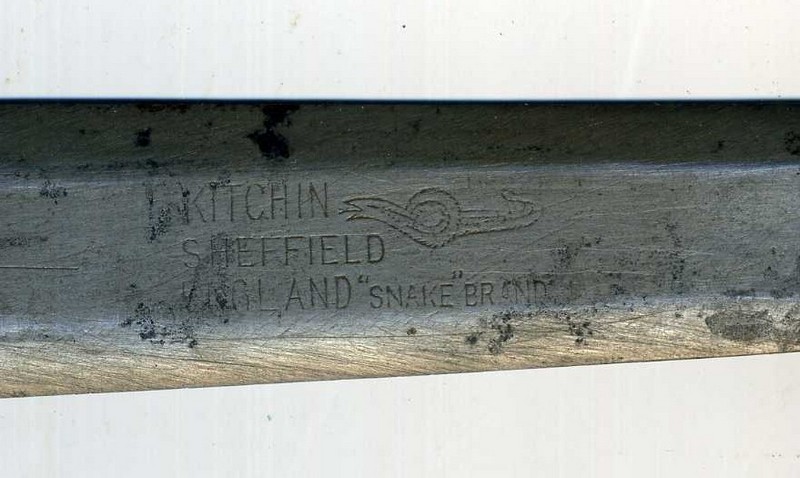 KITCHIN
SHEFFIELD
ENGLAND "SNAKE" BRAND